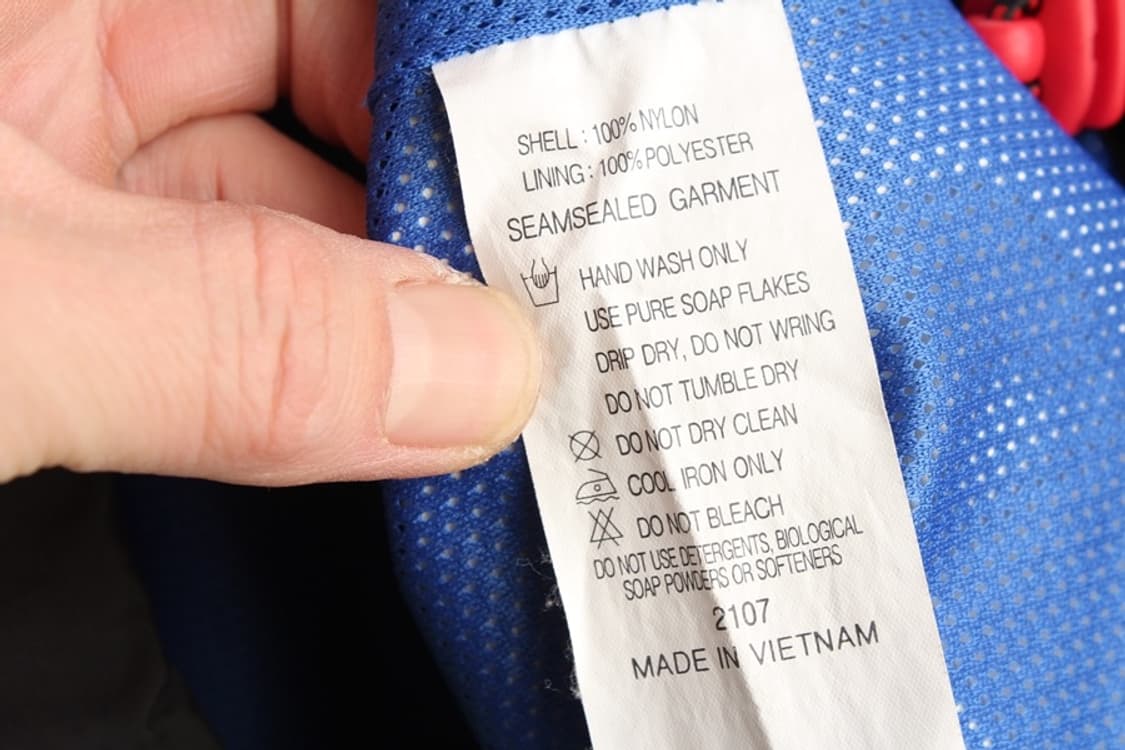 SHELL : 100% NYLON
LINING : 100% POLYESTER
SEAMSEALED GARMENT
HAND WASH ONLY
USE PURE SOAP FLAKES
DRIP DRY, DO NOT WRING
DO NOT TUMBLE DRY
DO NOT DRY CLEAN
COOL IRON ONLY
DO NOT BLEACH
DO NOT USE DETERGENTS, BIOLOGICAL
SOAP POWDERS OR SOFTENERS
2107
MADE IN VIETNAM